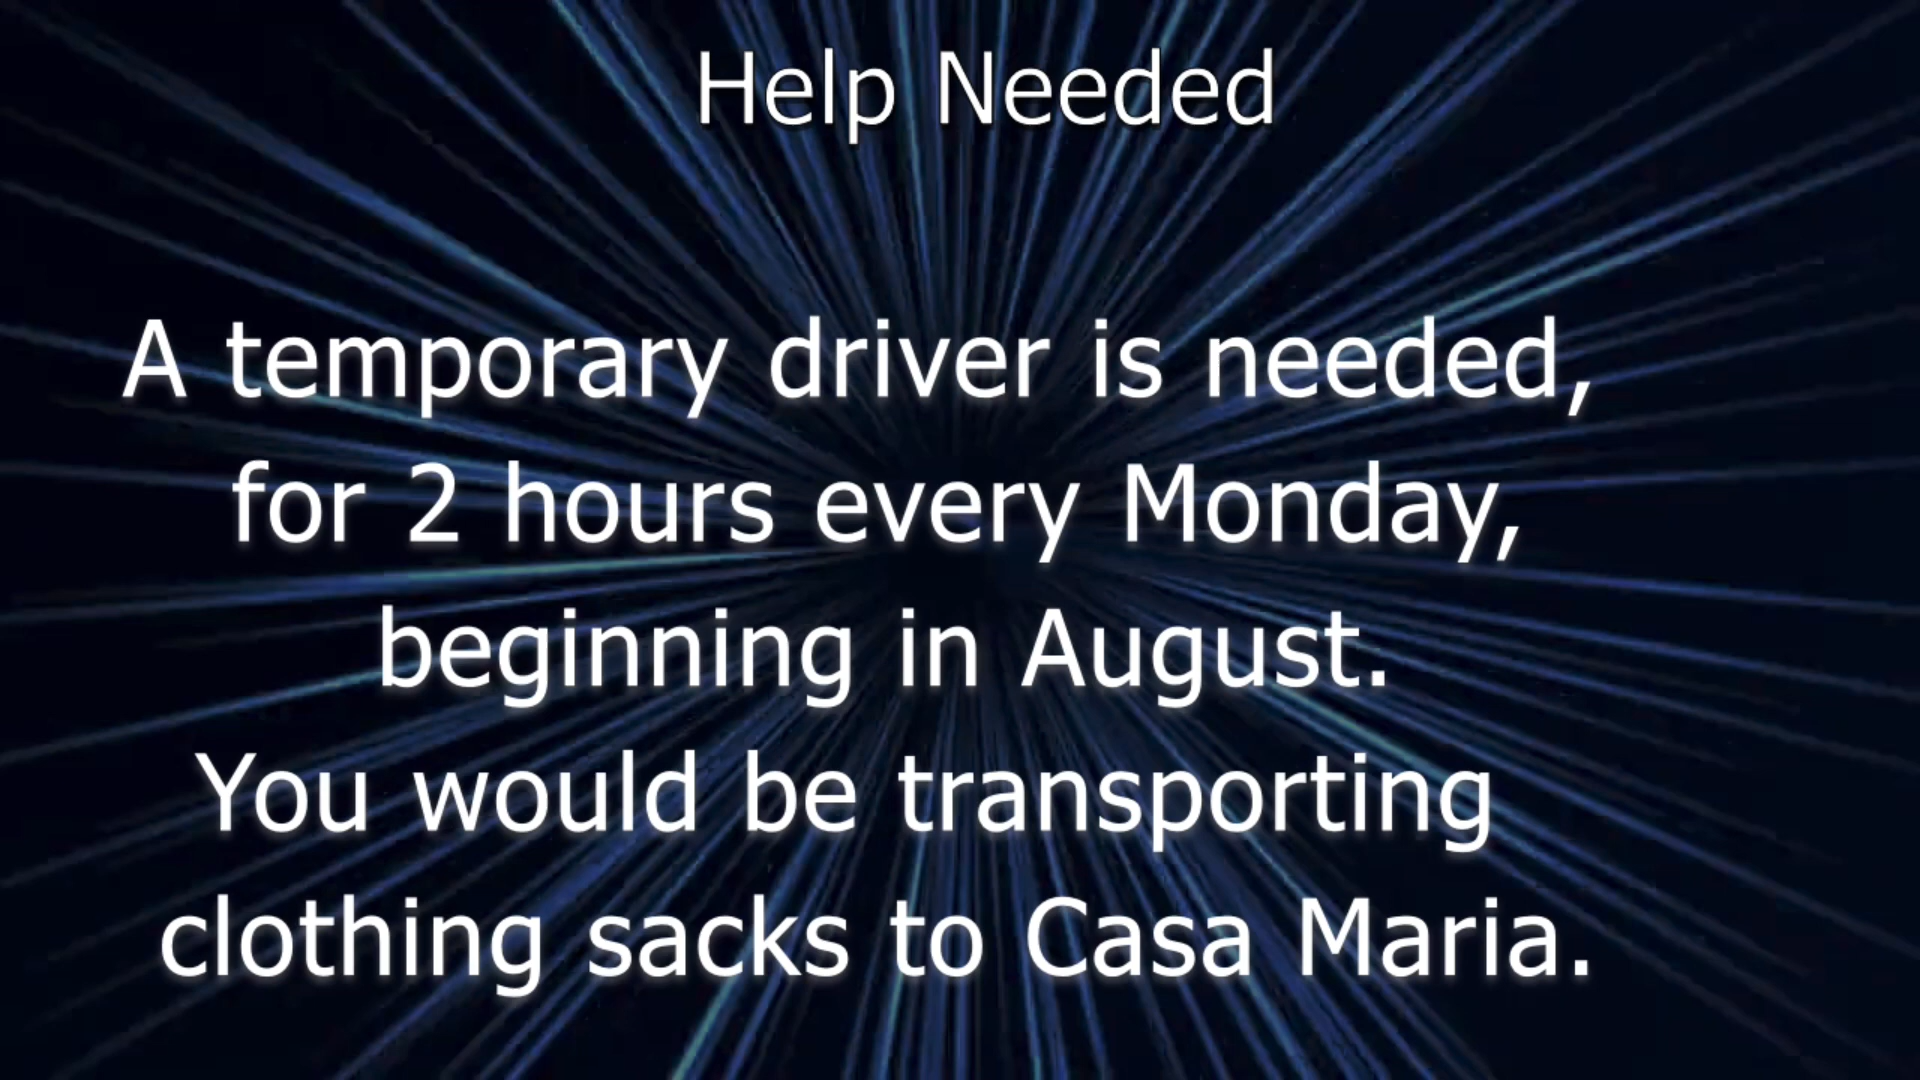 Help Needed
A temporary driver is needed,
for 2 hours every Monday,
beginning in August.
You would be transporting
clothing sacks to Casa Maria.